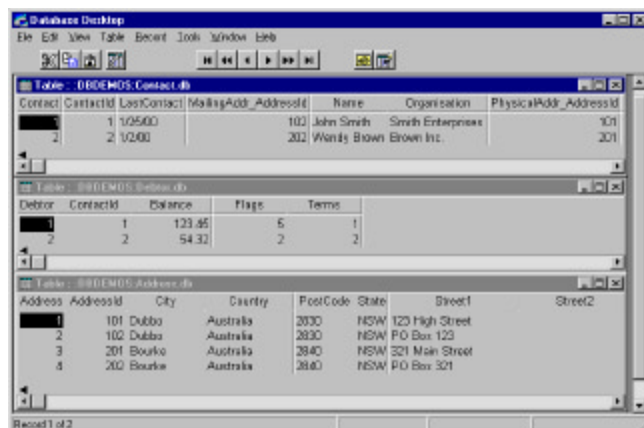 Database Desktop
File Edit View Table Record Tools Window Help
Table : :DBDEMOS:Contact.db
Contact ContactId LastContact MailingAddr_AddressId Name Organisation PhysicalAddr_AddressId
1 1 1/25/00 102 John Smith Smith Enterprises 101
2 2 1/2/00 202 Wendy Brown Brown Inc. 201
Table : :DBDEMOS:Debtor.db
Debtor ContactId Balance Flags Terms
1 1 123.45 5 1
2 2 54.32 2 2
Table : :DBDEMOS:Address.db
Address AddressId City Country PostCode State Street1 Street2
1 101 Dubbo Australia 2830 NSW 123 High Street
2 102 Dubbo Australia 2830 NSW PO Box 123
3 201 Bourke Australia 2840 NSW 321 Main Street
4 202 Bourke Australia 2840 NSW PO Box 321
Record 1 of 2